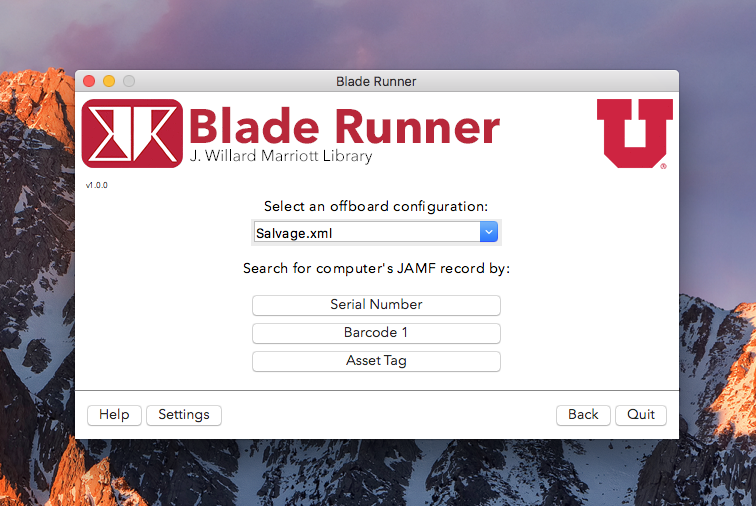 Blade Runner
Blade Runner
J. Willard Marriott Library
U ®
v1.0.0
Select an offboard configuration:
Salvage.xml
Search for computer's JAMF record by:
Serial Number
Barcode 1
Asset Tag
Help Settings Back Quit